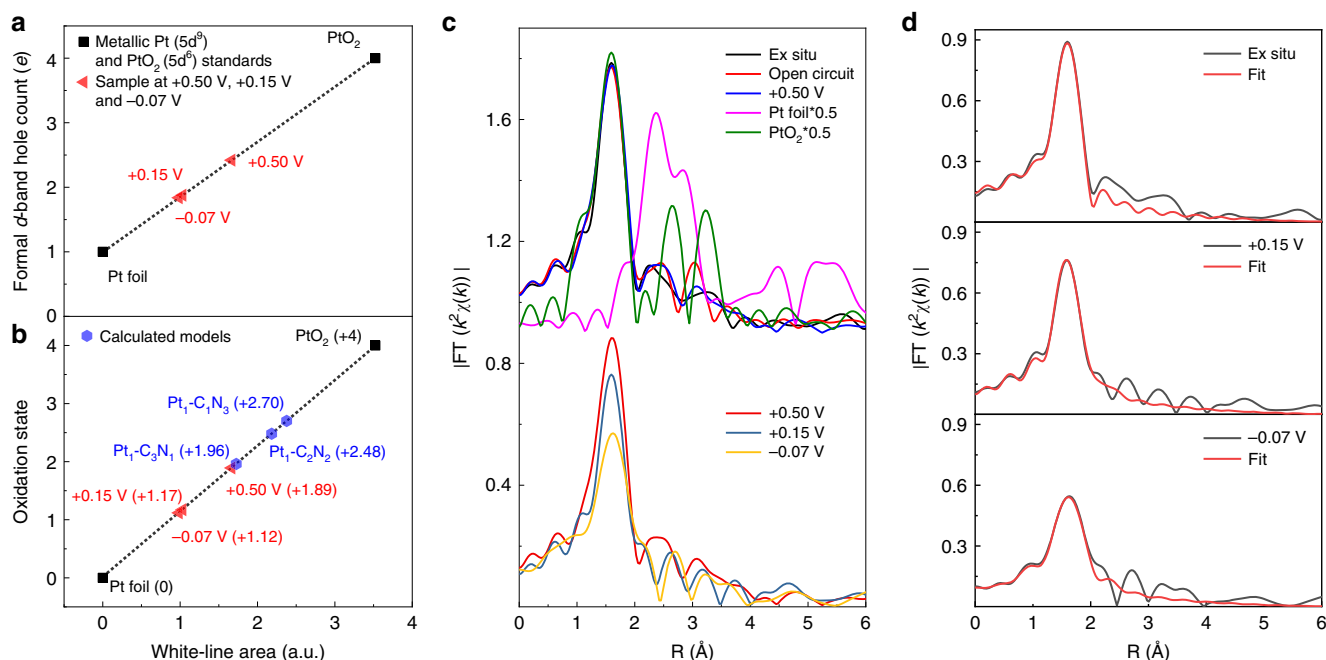 a
Metallic Pt (5d⁹)
and PtO₂ (5d⁶) standards
Sample at +0.50 V, +0.15 V
and –0.07 V
PtO₂
+0.50 V
+0.15 V
–0.07 V
Pt foil
Formal d-band hole count (e)
4
3
2
1
0
b
Calculated models
PtO₂ (+4)
Pt₁-C₁N₃ (+2.70)
Pt₁-C₃N₁ (+1.96)
Pt₁-C₂N₂ (+2.48)
+0.50 V (+1.89)
+0.15 V (+1.17)
–0.07 V (+1.12)
Pt foil (0)
Oxidation state
4
3
2
1
0
0 1 2 3 4
White-line area (a.u.)
c
Ex situ
Open circuit
+0.50 V
Pt foil*0.5
PtO₂*0.5
1.8
1.6
1.2
0.8
0.4
+0.50 V
+0.15 V
–0.07 V
|FT (k²χ(k)) |
0 1 2 3 4 5 6
R (Å)
d
Ex situ
Fit
0.9
0.6
0.3
+0.15 V
Fit
0.9
0.6
0.3
–0.07 V
Fit
0.9
0.6
0.3
|FT (k²χ(k)) |
0 1 2 3 4 5 6
R (Å)